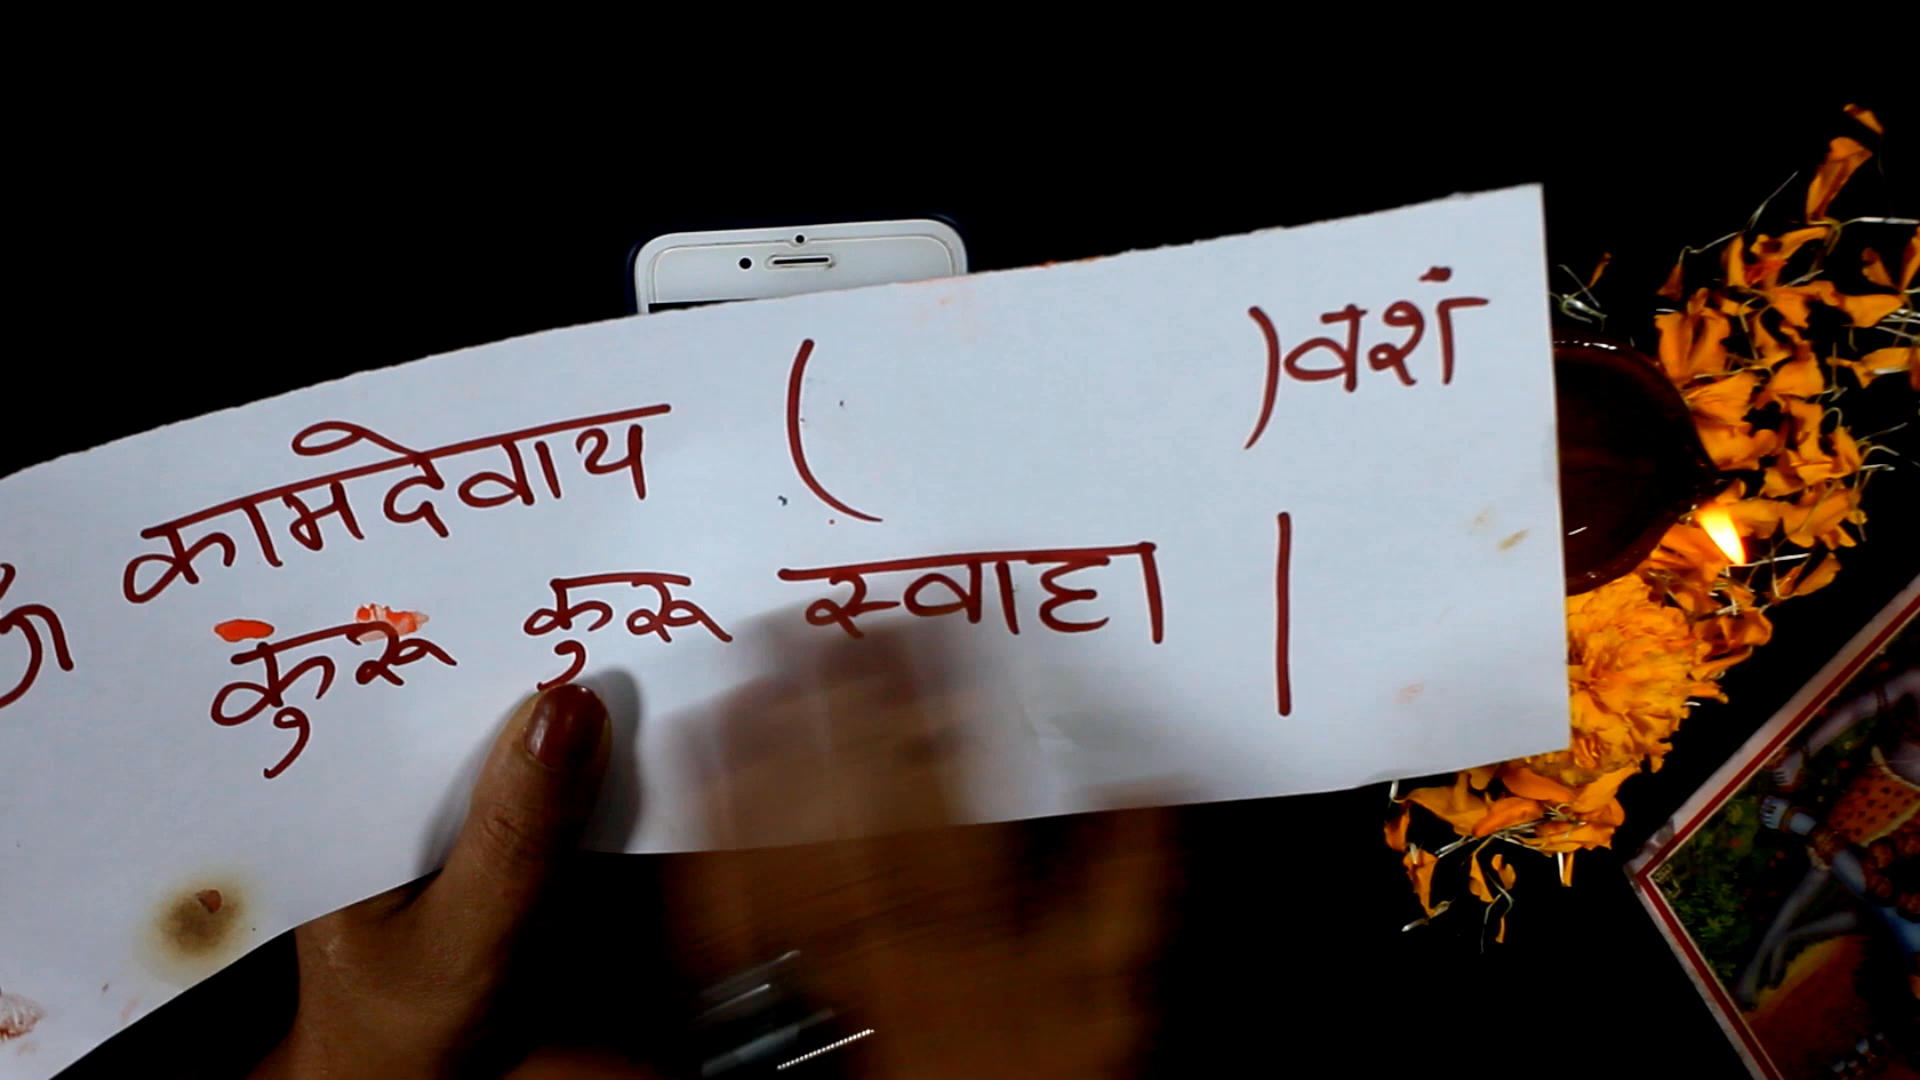 ॐ कामदेवाय (          ) वशं
कुरू कुरू स्वाहा |